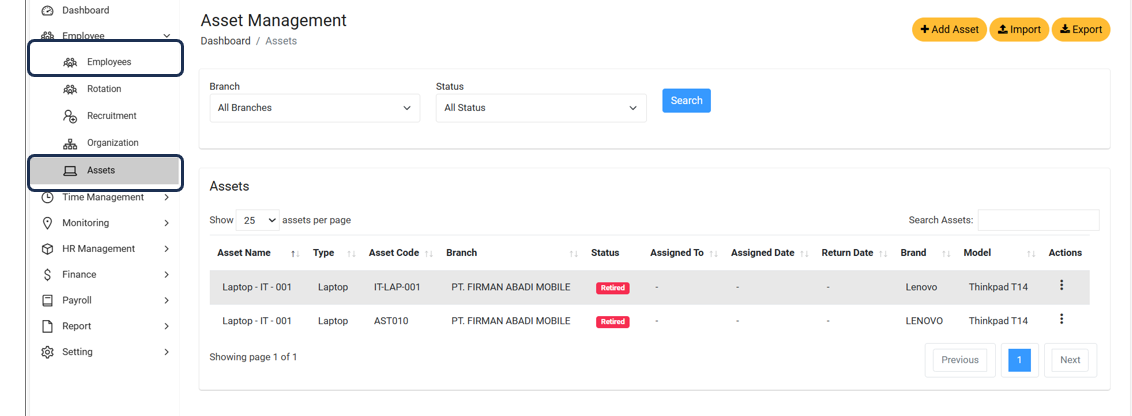 Dashboard
Employee
Employees
Rotation
Recruitment
Organization
Assets
Time Management
Monitoring
HR Management
Finance
Payroll
Report
Setting
Asset Management
Dashboard / Assets
Add Asset Import Export
Branch Status
All Branches All Status Search
Assets
Show 25 assets per page Search Assets:
Asset Name Type Asset Code Branch Status Assigned To Assigned Date Return Date Brand Model Actions
Laptop - IT - 001 Laptop IT-LAP-001 PT. FIRMAN ABADI MOBILE Retired - - - Lenovo Thinkpad T14
Laptop - IT - 001 Laptop AST010 PT. FIRMAN ABADI MOBILE Retired - - - LENOVO Thinkpad T14
Showing page 1 of 1 Previous 1 Next